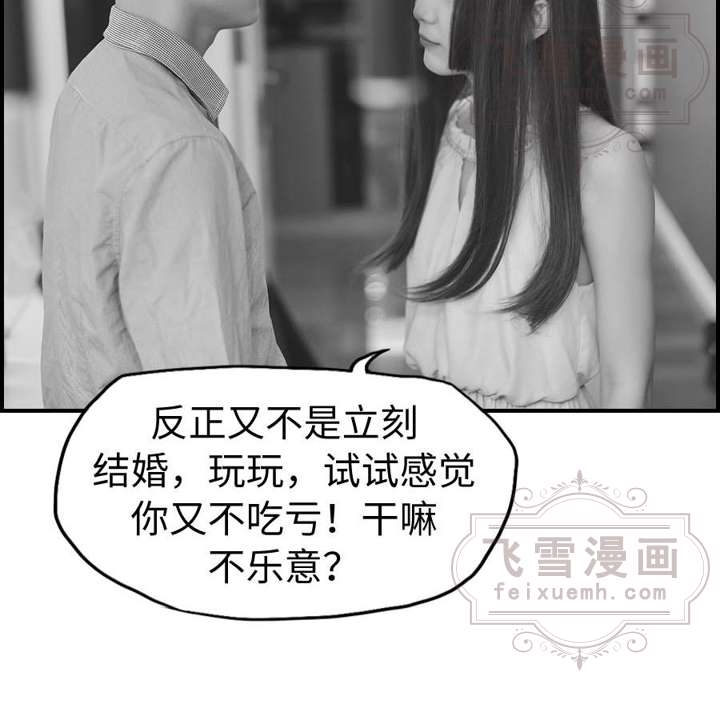 飞雪漫画
feixuemh.com
反正又不是立刻
结婚，玩玩，试试感觉
你又不吃亏！干嘛
不乐意？
飞雪漫画
feixuemh.com